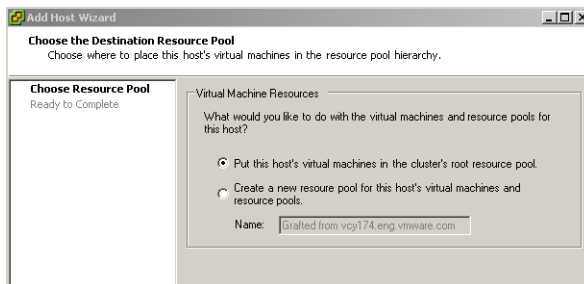 Add Host Wizard
Choose the Destination Resource Pool
Choose where to place this host's virtual machines in the resource pool hierarchy.
Choose Resource Pool
Ready to Complete
Virtual Machine Resources
What would you like to do with the virtual machines and resource pools for
this host?
Put this host's virtual machines in the cluster's root resource pool.
Create a new resoure pool for this host's virtual machines and
resource pools.
Name: Grafted from vcy174.eng.vmware.com